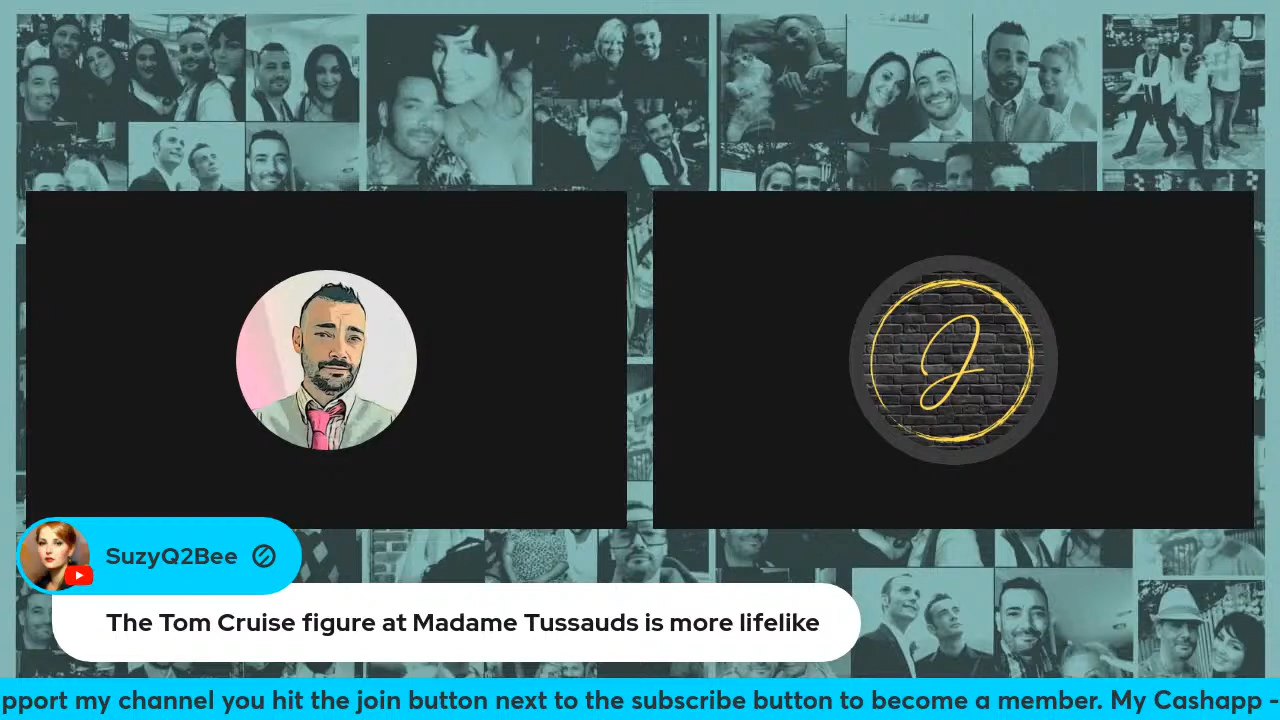 J
SuzyQ2Bee
The Tom Cruise figure at Madame Tussauds is more lifelike
pport my channel you hit the join button next to the subscribe button to become a member. My Cashapp -